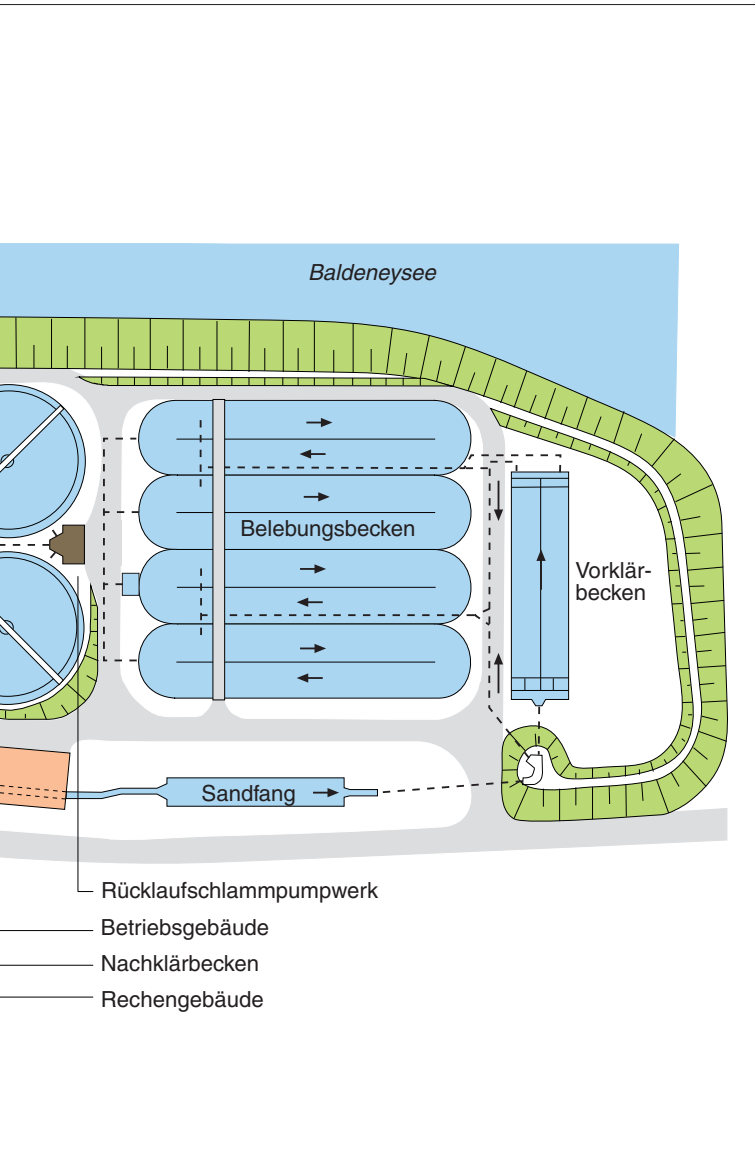 Baldeneysee
Belebungsbecken
Vorklär-
becken
Sandfang
Rücklaufschlammpumpwerk
Betriebsgebäude
Nachklärbecken
Rechengebäude